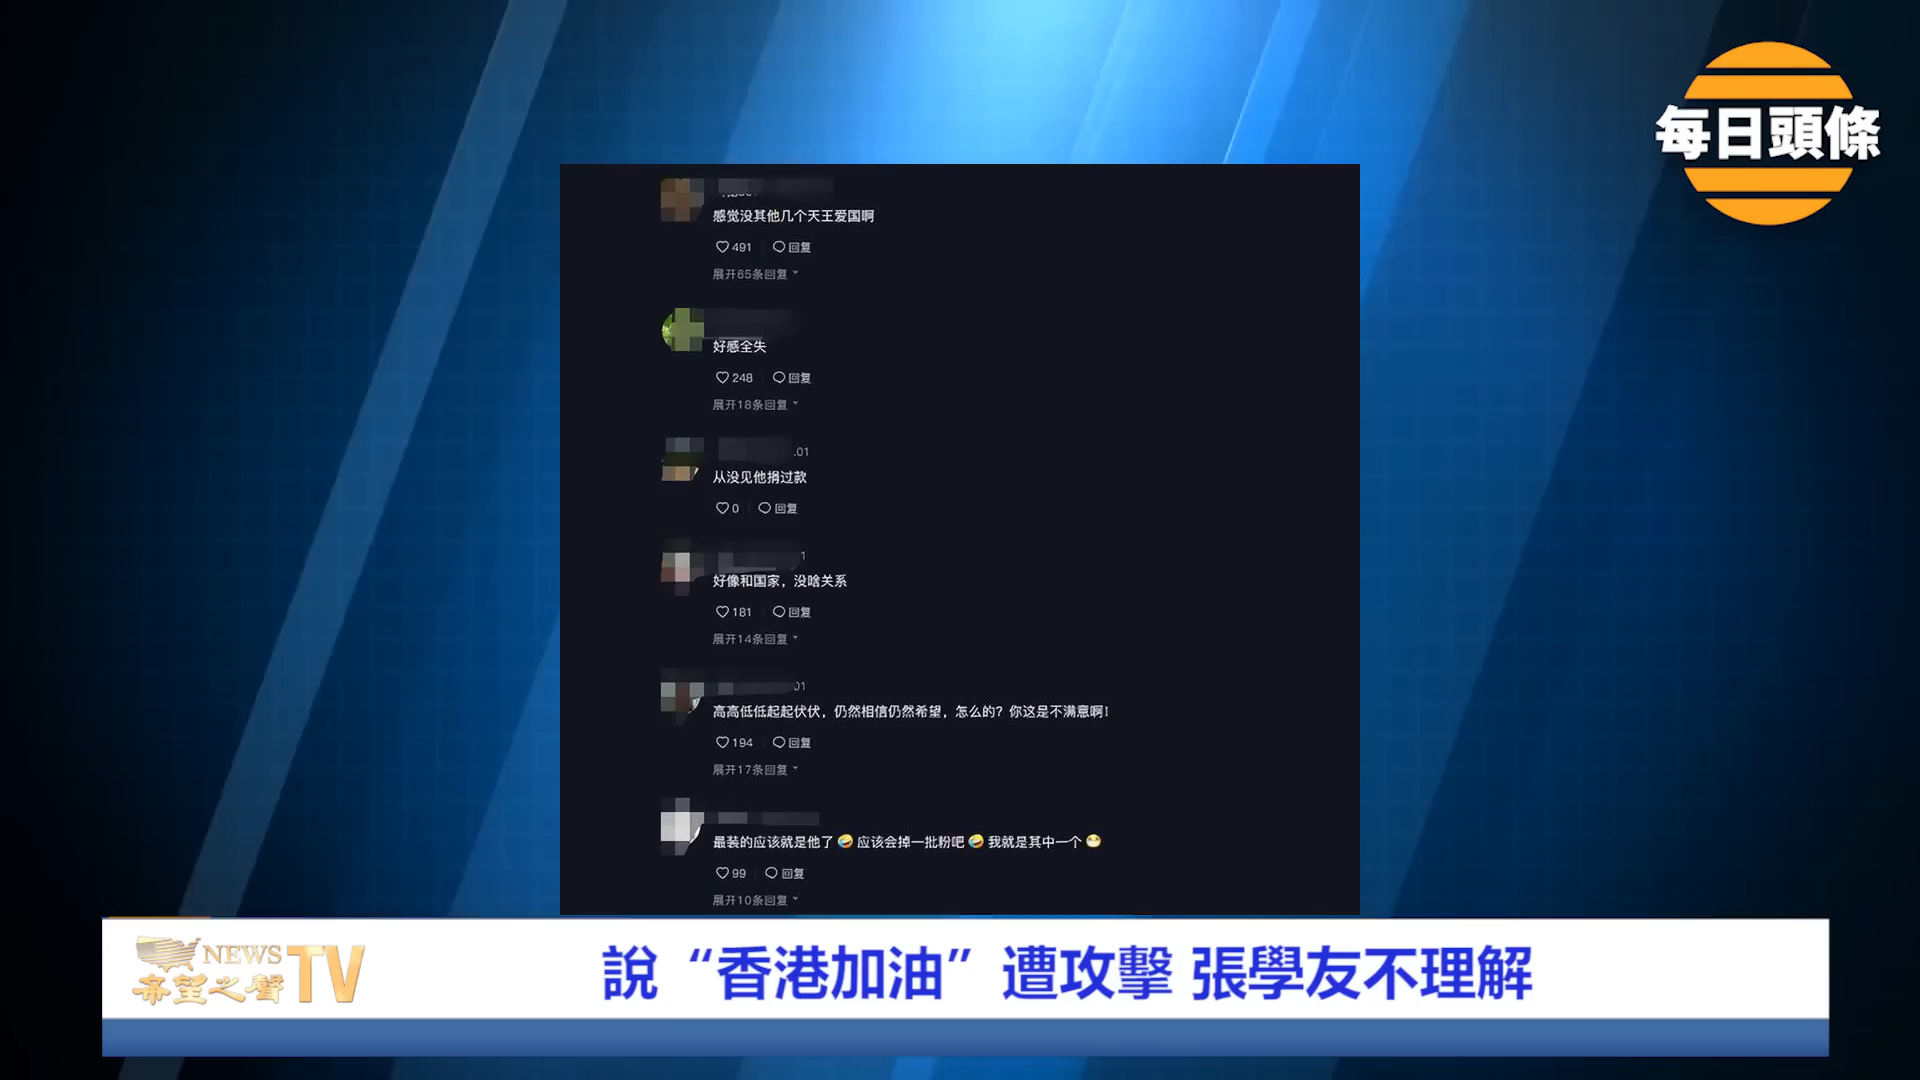 每日頭條
感觉没其他几个天王爱国啊
491 回复
展开65条回复
好感全失
248 回复
展开18条回复
.01
从没见他捐过款
0 回复
1
好像和国家，没啥关系
181 回复
展开14条回复
01
高高低低起起伏伏，仍然相信仍然希望，怎么的？你这是不满意啊！
194 回复
展开17条回复
最装的应该就是他了🤣应该会掉一批粉吧🤣我就是其中一个😁
99 回复
展开10条回复
NEWS TV
希望之聲
說“香港加油”遭攻擊 張學友不理解